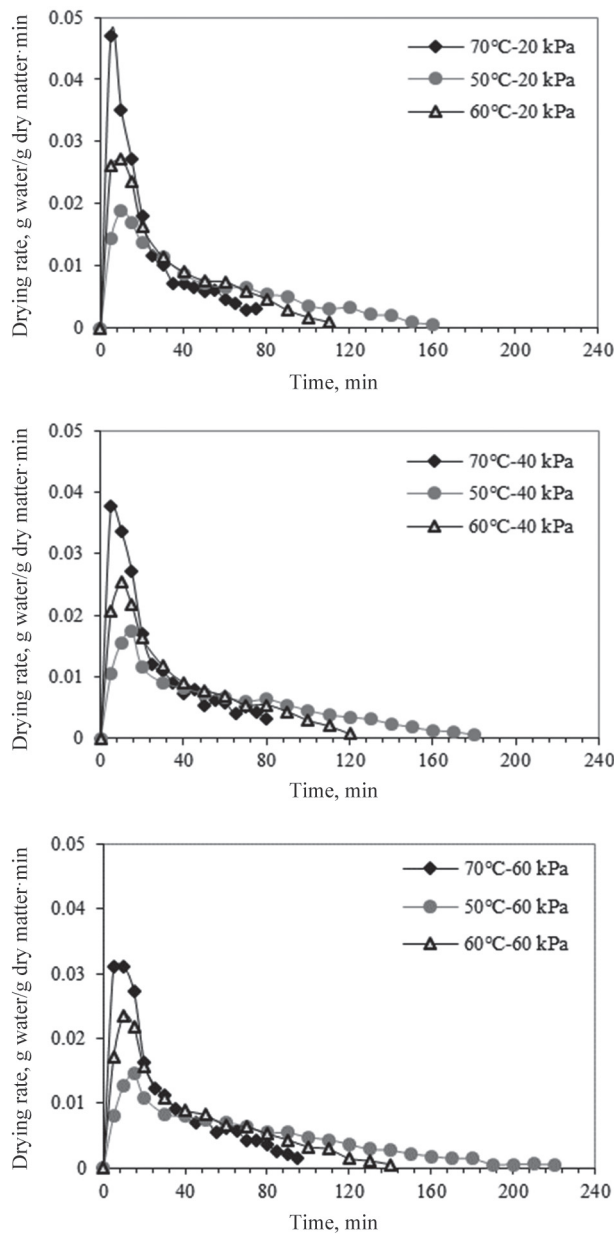 Drying rate, g water/g dry matter·min
0.05
0.04
0.03
0.02
0.01
0
70℃-20 kPa
50℃-20 kPa
60℃-20 kPa
0 40 80 120 160 200 240
Time, min
Drying rate, g water/g dry matter·min
0.05
0.04
0.03
0.02
0.01
0
70℃-40 kPa
50℃-40 kPa
60℃-40 kPa
0 40 80 120 160 200 240
Time, min
Drying rate, g water/g dry matter·min
0.05
0.04
0.03
0.02
0.01
0
70℃-60 kPa
50℃-60 kPa
60℃-60 kPa
0 40 80 120 160 200 240
Time, min